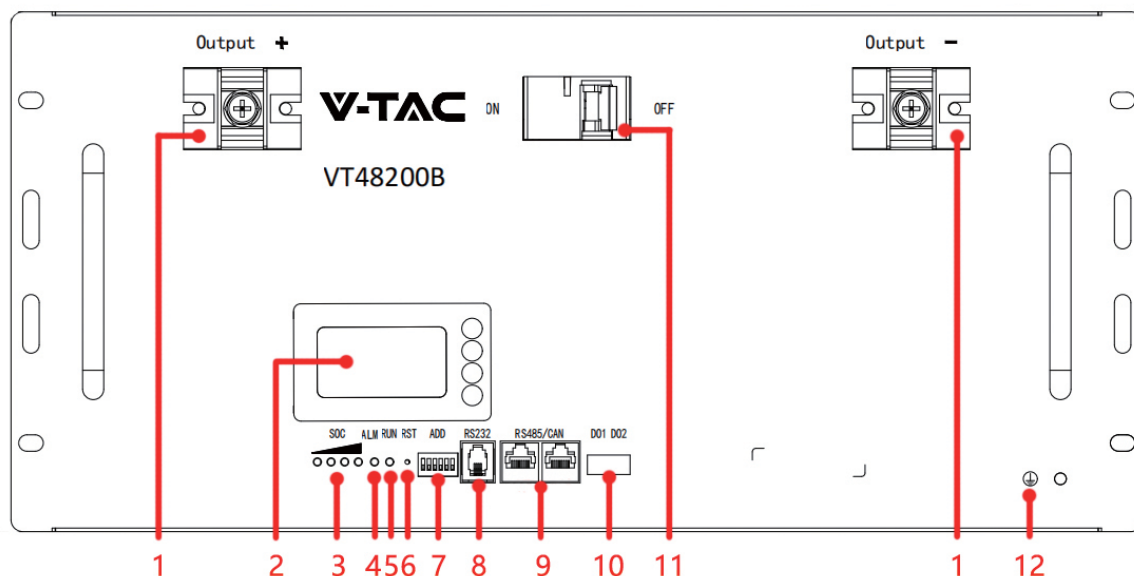 Output +
Output -
V-TAC
ON
OFF
VT48200B
SOC
ALM
RUN
RST
ADD
RS232
RS485/CAN
DO1 DO2
1
2
3
4
5
6
7
8
9
10
11
1
12